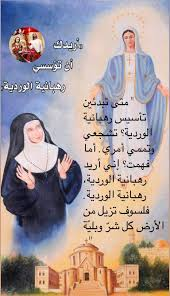 أريدك
أن تؤسسي
رهبانية الوردية.
متى تبدئين
تأسيس رهبانية
الوردية؟ تشجعي
وتممي أمري. أما
فهمت؟ إني أريد
رهبانية الوردية،
رهبانية الوردية.
فلسوف تزيل من
الأرض كل شرّ وبليّة